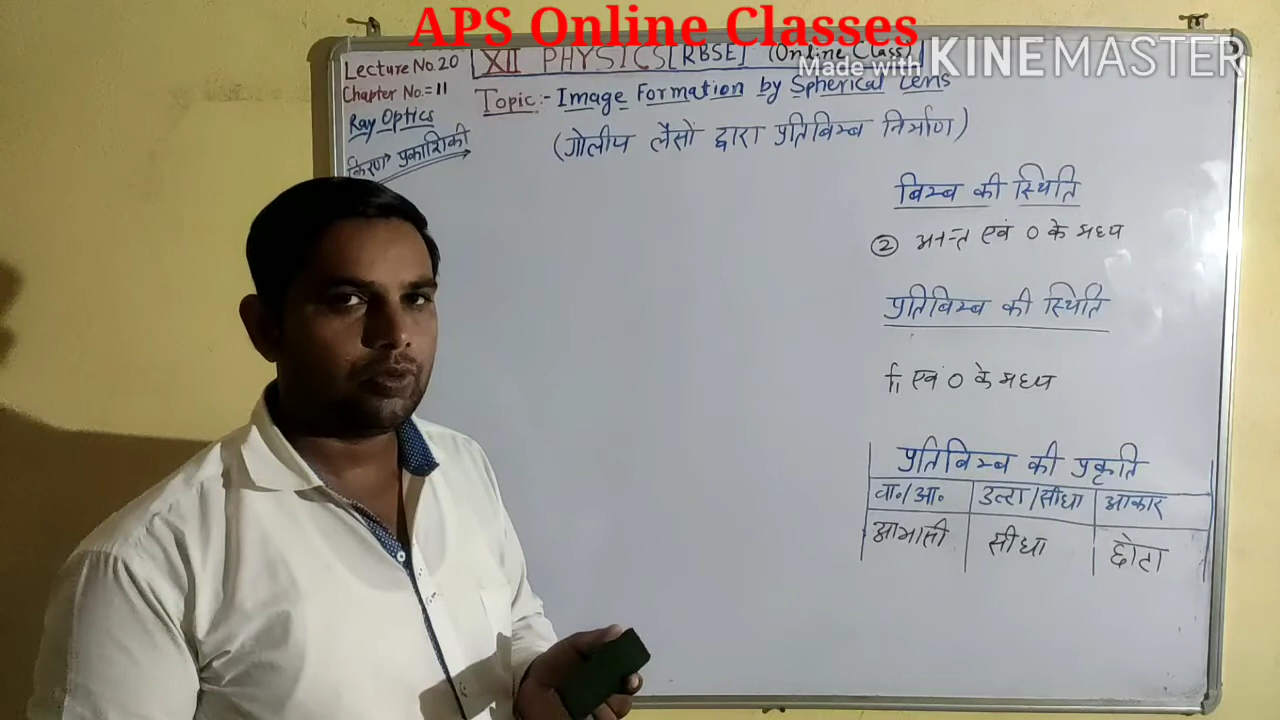 APS Online Classes
Made with KINEMASTER
Lecture No. 20
XII PHYSICS [RBSE] (Online Class)
Chapter No.= 11
Topic:- Image Formation by Spherical Lens
Ray Optics
(गोलीय लैंसों द्वारा प्रतिबिम्ब निर्माण)
किरण प्रकाशिकी
बिम्ब की स्थिति
② अनन्त एवं O के मध्य
प्रतिबिम्ब की स्थिति
एवं O के मध्य
प्रतिबिम्ब की प्रकृति
वा०/आ० उल्टा/सीधा आकार
आभासी सीधा छोटा